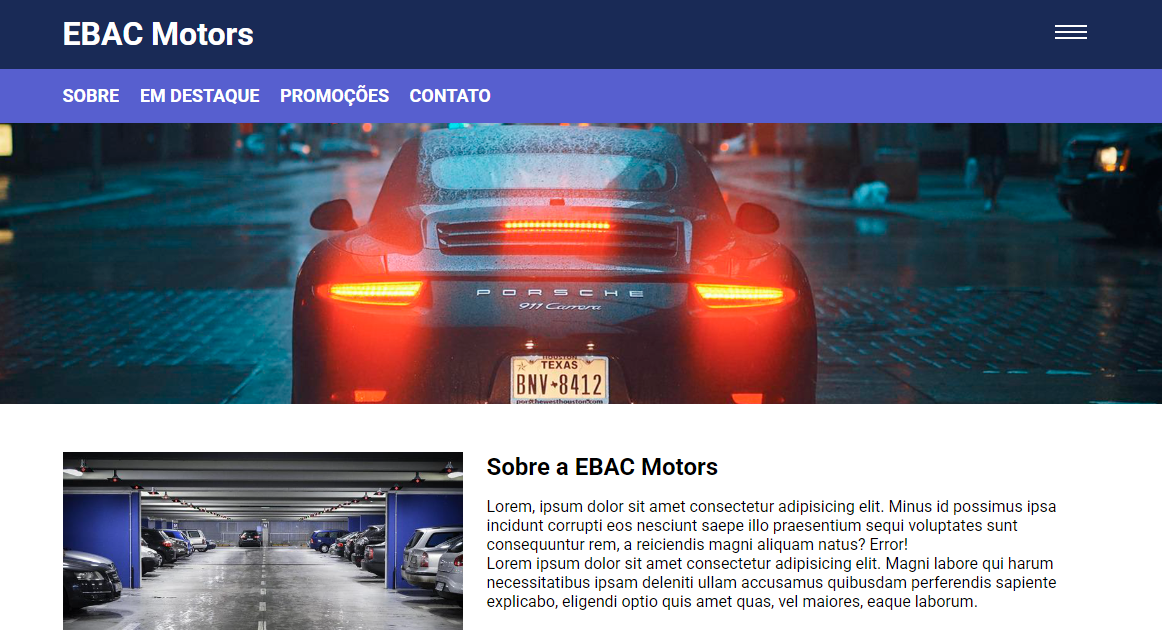 EBAC Motors
SOBRE EM DESTAQUE PROMOÇÕES CONTATO
PORSCHE
911 Carrera
HOUSTON
TEXAS
BNV 8412
Sobre a EBAC Motors
Lorem, ipsum dolor sit amet consectetur adipisicing elit. Minus id possimus ipsa
incidunt corrupti eos nesciunt saepe illo praesentium sequi voluptates sunt
consequuntur rem, a reiciendis magni aliquam natus? Error!
Lorem ipsum dolor sit amet consectetur adipisicing elit. Magni labore qui harum
necessitatibus ipsam deleniti ullam accusamus quibusdam perferendis sapiente
explicabo, eligendi optio quis amet quas, vel maiores, eaque laborum.